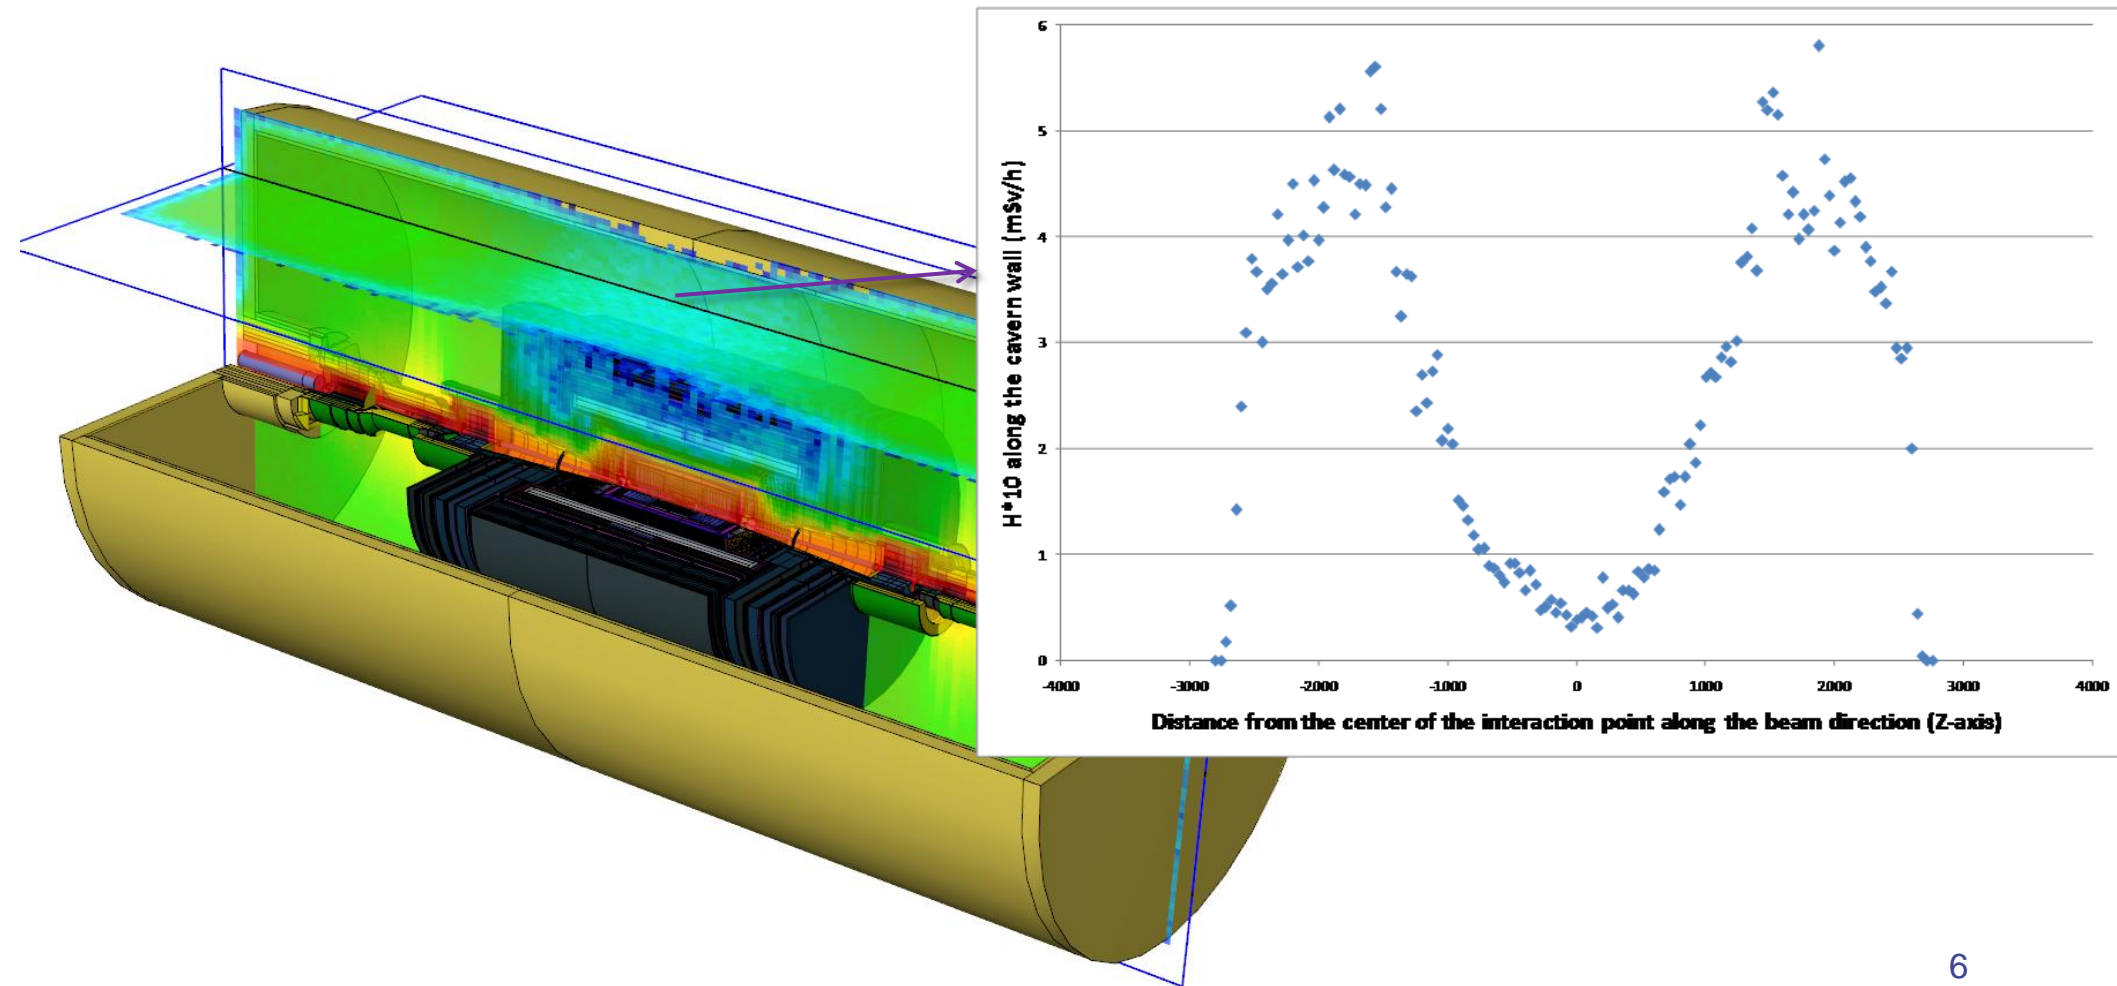 6
5
4
3
2
1
0
-4000 -3000 -2000 -1000 0 1000 2000 3000 4000
H*10 along the cavern wall (mSv/h)
Distance from the center of the interaction point along the beam direction (Z-axis)
6